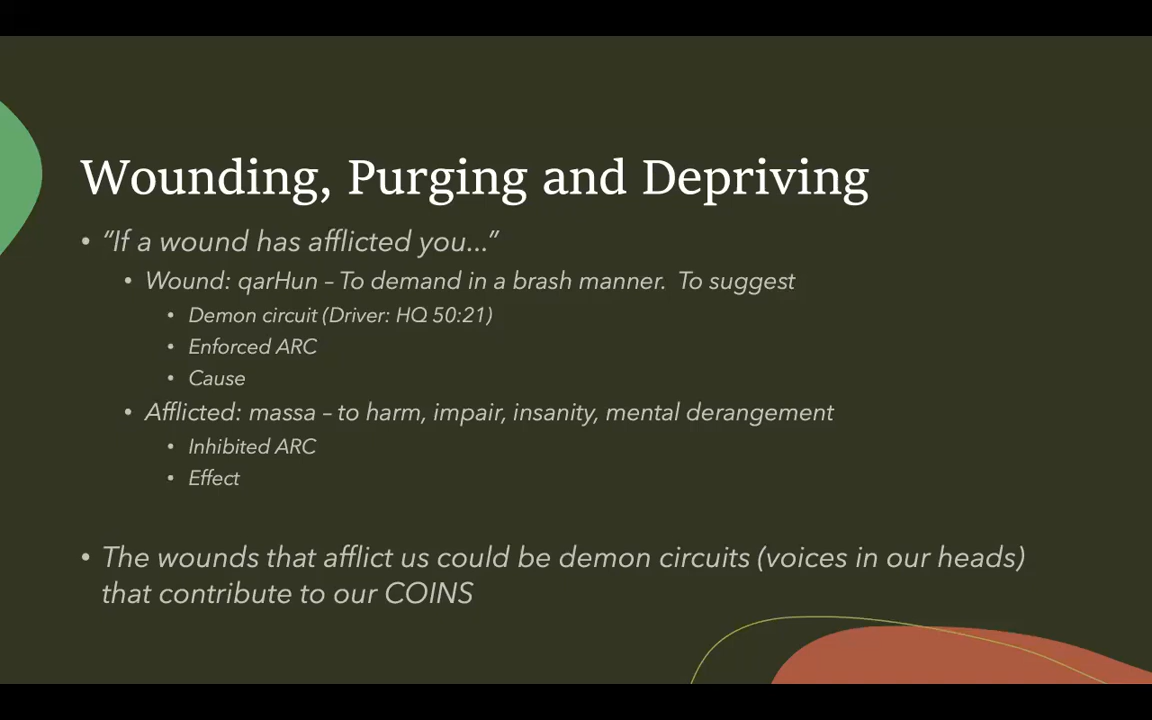 Wounding, Purging and Depriving
• “If a wound has afflicted you...”
• Wound: qarHun – To demand in a brash manner.  To suggest
• Demon circuit (Driver: HQ 50:21)
• Enforced ARC
• Cause
• Afflicted: massa – to harm, impair, insanity, mental derangement
• Inhibited ARC
• Effect
• The wounds that afflict us could be demon circuits (voices in our heads)
that contribute to our COINS